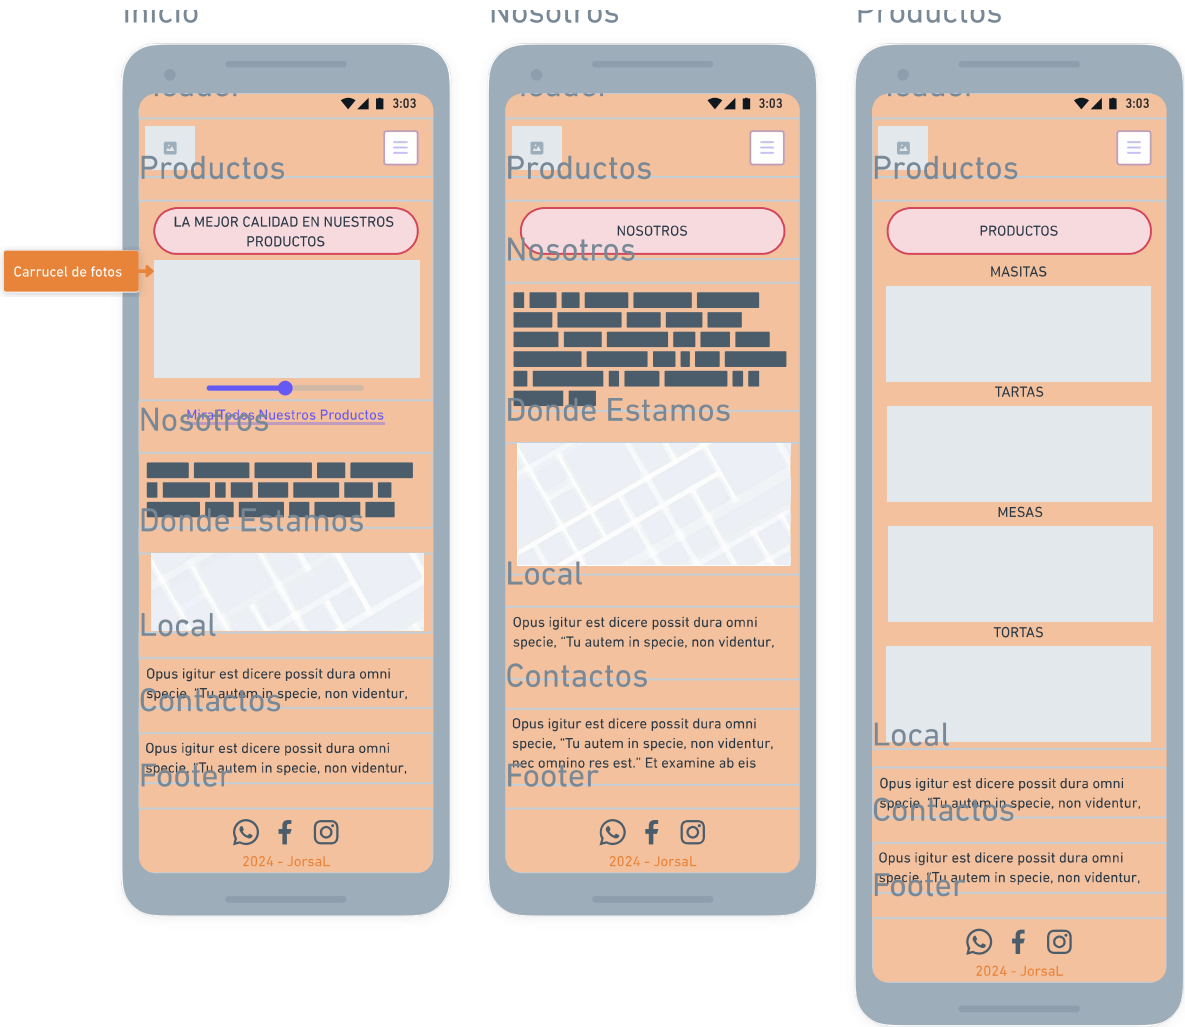 Inicio
Header
3:03
Productos
LA MEJOR CALIDAD EN NUESTROS
PRODUCTOS
Carrucel de fotos
Mira Todos Nuestros Productos
Nosotros
Donde Estamos
Local
Opus igitur est dicere possit dura omni
specie, "Tu autem in specie, non videntur,
Contactos
Opus igitur est dicere possit dura omni
specie, "Tu autem in specie, non videntur,
Footer
2024 - JorsaL
Nosotros
Header
3:03
Productos
NOSOTROS
Nosotros
Donde Estamos
Local
Opus igitur est dicere possit dura omni
specie, "Tu autem in specie, non videntur,
Contactos
Opus igitur est dicere possit dura omni
specie, "Tu autem in specie, non videntur,
nec omnino res est." Et examine ab eis
Footer
2024 - JorsaL
Productos
Header
3:03
Productos
PRODUCTOS
MASITAS
TARTAS
MESAS
TORTAS
Local
Opus igitur est dicere possit dura omni
specie, "Tu autem in specie, non videntur,
Contactos
Opus igitur est dicere possit dura omni
specie, "Tu autem in specie, non videntur,
Footer
2024 - JorsaL